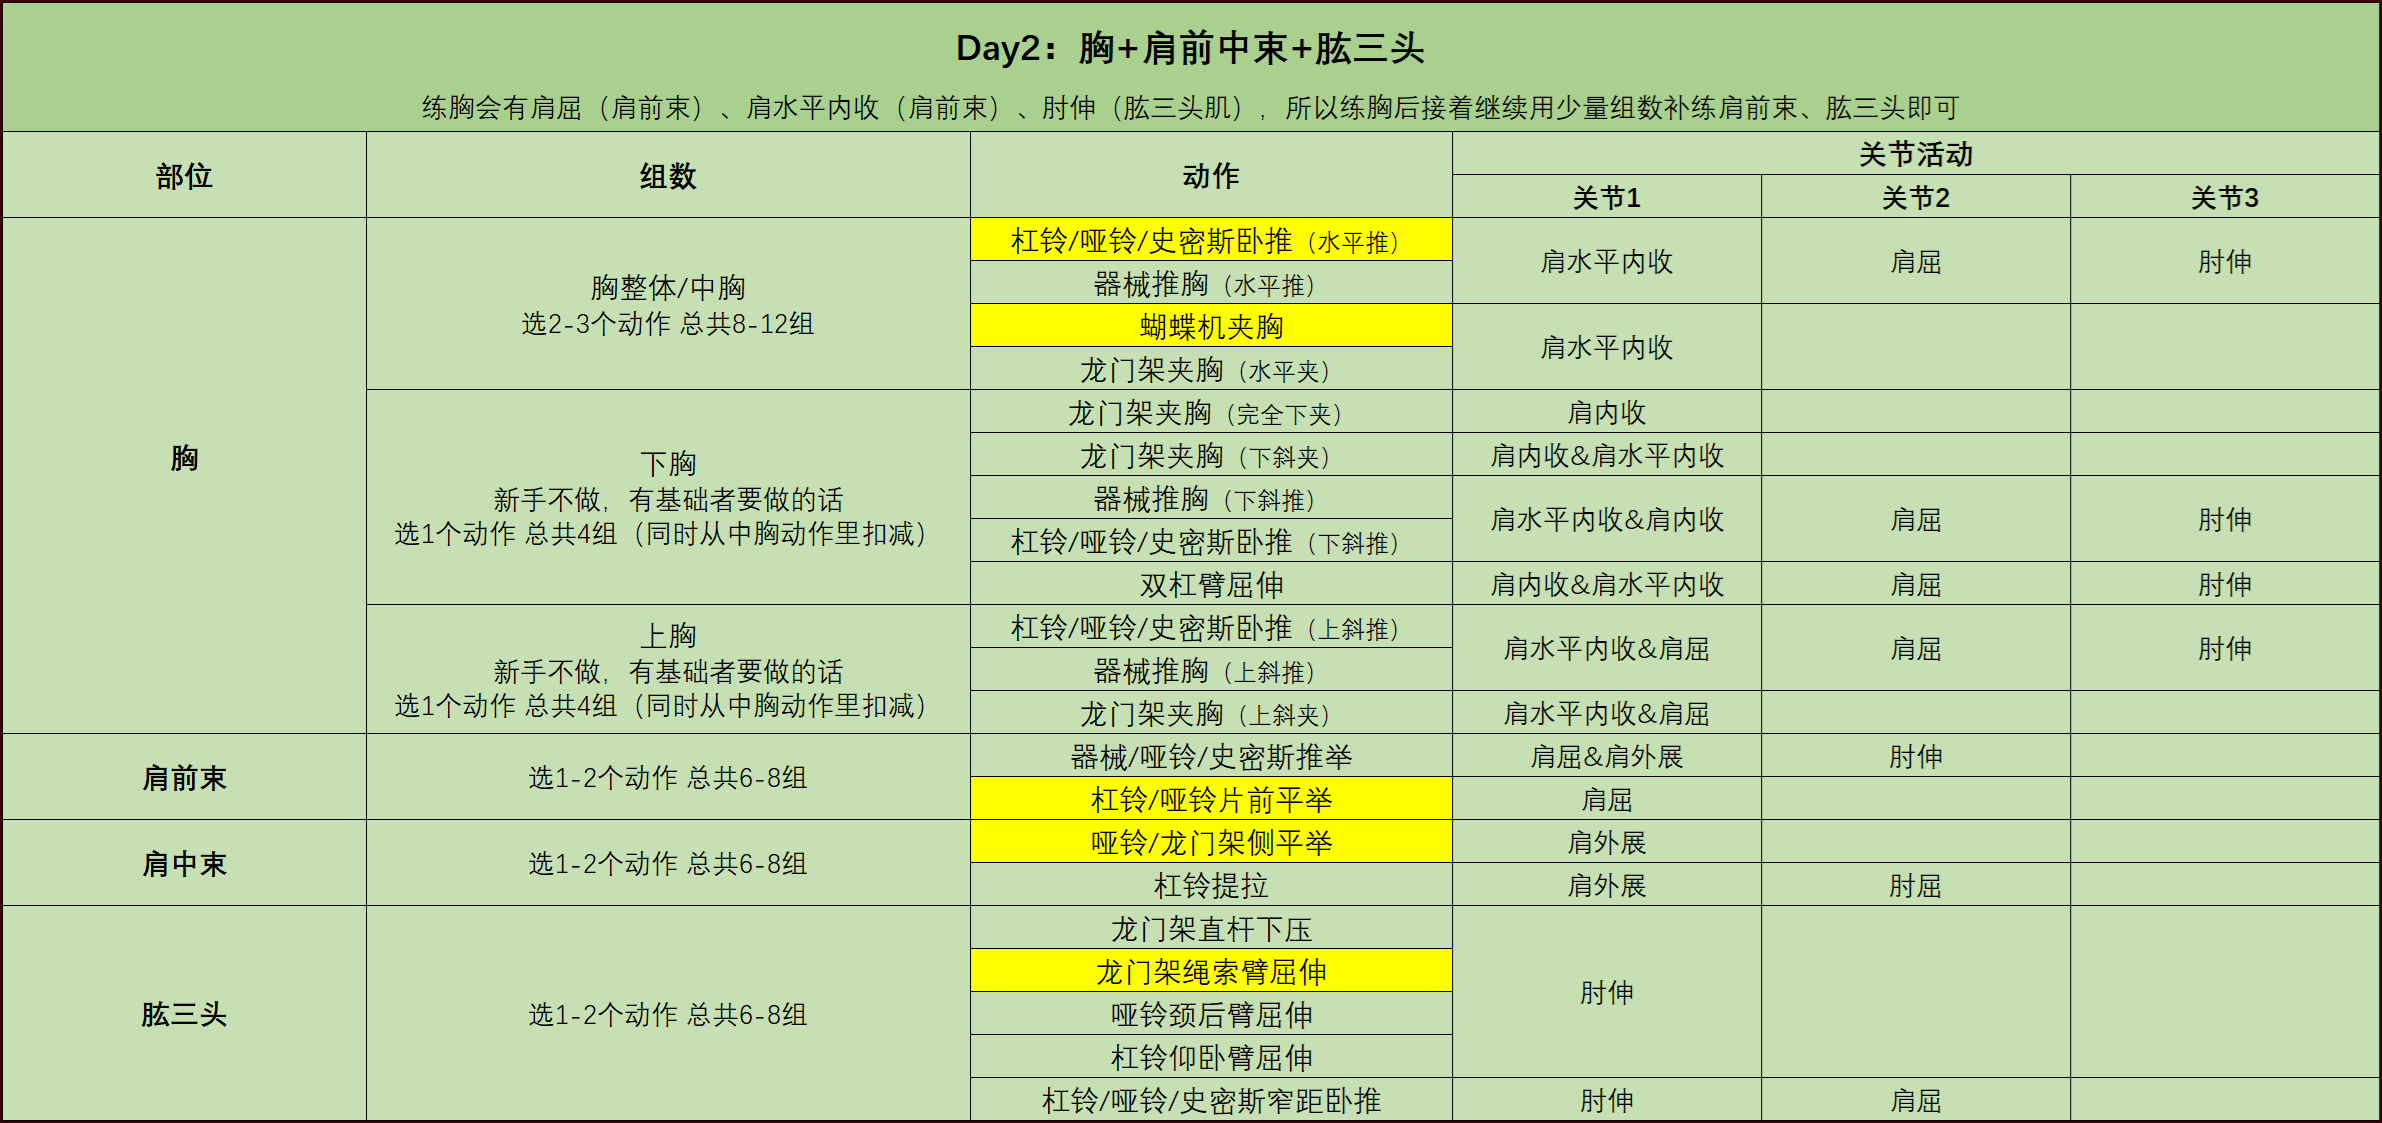 Day2：胸+肩前中束+肱三头
练胸会有肩屈（肩前束）、肩水平内收（肩前束）、肘伸（肱三头肌），所以练胸后接着继续用少量组数补练肩前束、肱三头即可
部位
组数
动作
关节活动
关节1
关节2
关节3
胸
胸整体/中胸
选2-3个动作 总共8-12组
杠铃/哑铃/史密斯卧推（水平推）
肩水平内收
肩屈
肘伸
器械推胸（水平推）
蝴蝶机夹胸
肩水平内收
龙门架夹胸（水平夹）
下胸
新手不做，有基础者要做的话
选1个动作 总共4组（同时从中胸动作里扣减）
龙门架夹胸（完全下夹）
肩内收
龙门架夹胸（下斜夹）
肩内收&肩水平内收
器械推胸（下斜推）
肩水平内收&肩内收
肩屈
肘伸
杠铃/哑铃/史密斯卧推（下斜推）
双杠臂屈伸
肩内收&肩水平内收
肩屈
肘伸
上胸
新手不做，有基础者要做的话
选1个动作 总共4组（同时从中胸动作里扣减）
杠铃/哑铃/史密斯卧推（上斜推）
肩水平内收&肩屈
肩屈
肘伸
器械推胸（上斜推）
龙门架夹胸（上斜夹）
肩水平内收&肩屈
肩前束
选1-2个动作 总共6-8组
器械/哑铃/史密斯推举
肩屈&肩外展
肘伸
杠铃/哑铃片前平举
肩屈
肩中束
选1-2个动作 总共6-8组
哑铃/龙门架侧平举
肩外展
杠铃提拉
肩外展
肘屈
肱三头
选1-2个动作 总共6-8组
龙门架直杆下压
肘伸
龙门架绳索臂屈伸
哑铃颈后臂屈伸
杠铃仰卧臂屈伸
杠铃/哑铃/史密斯窄距卧推
肘伸
肩屈